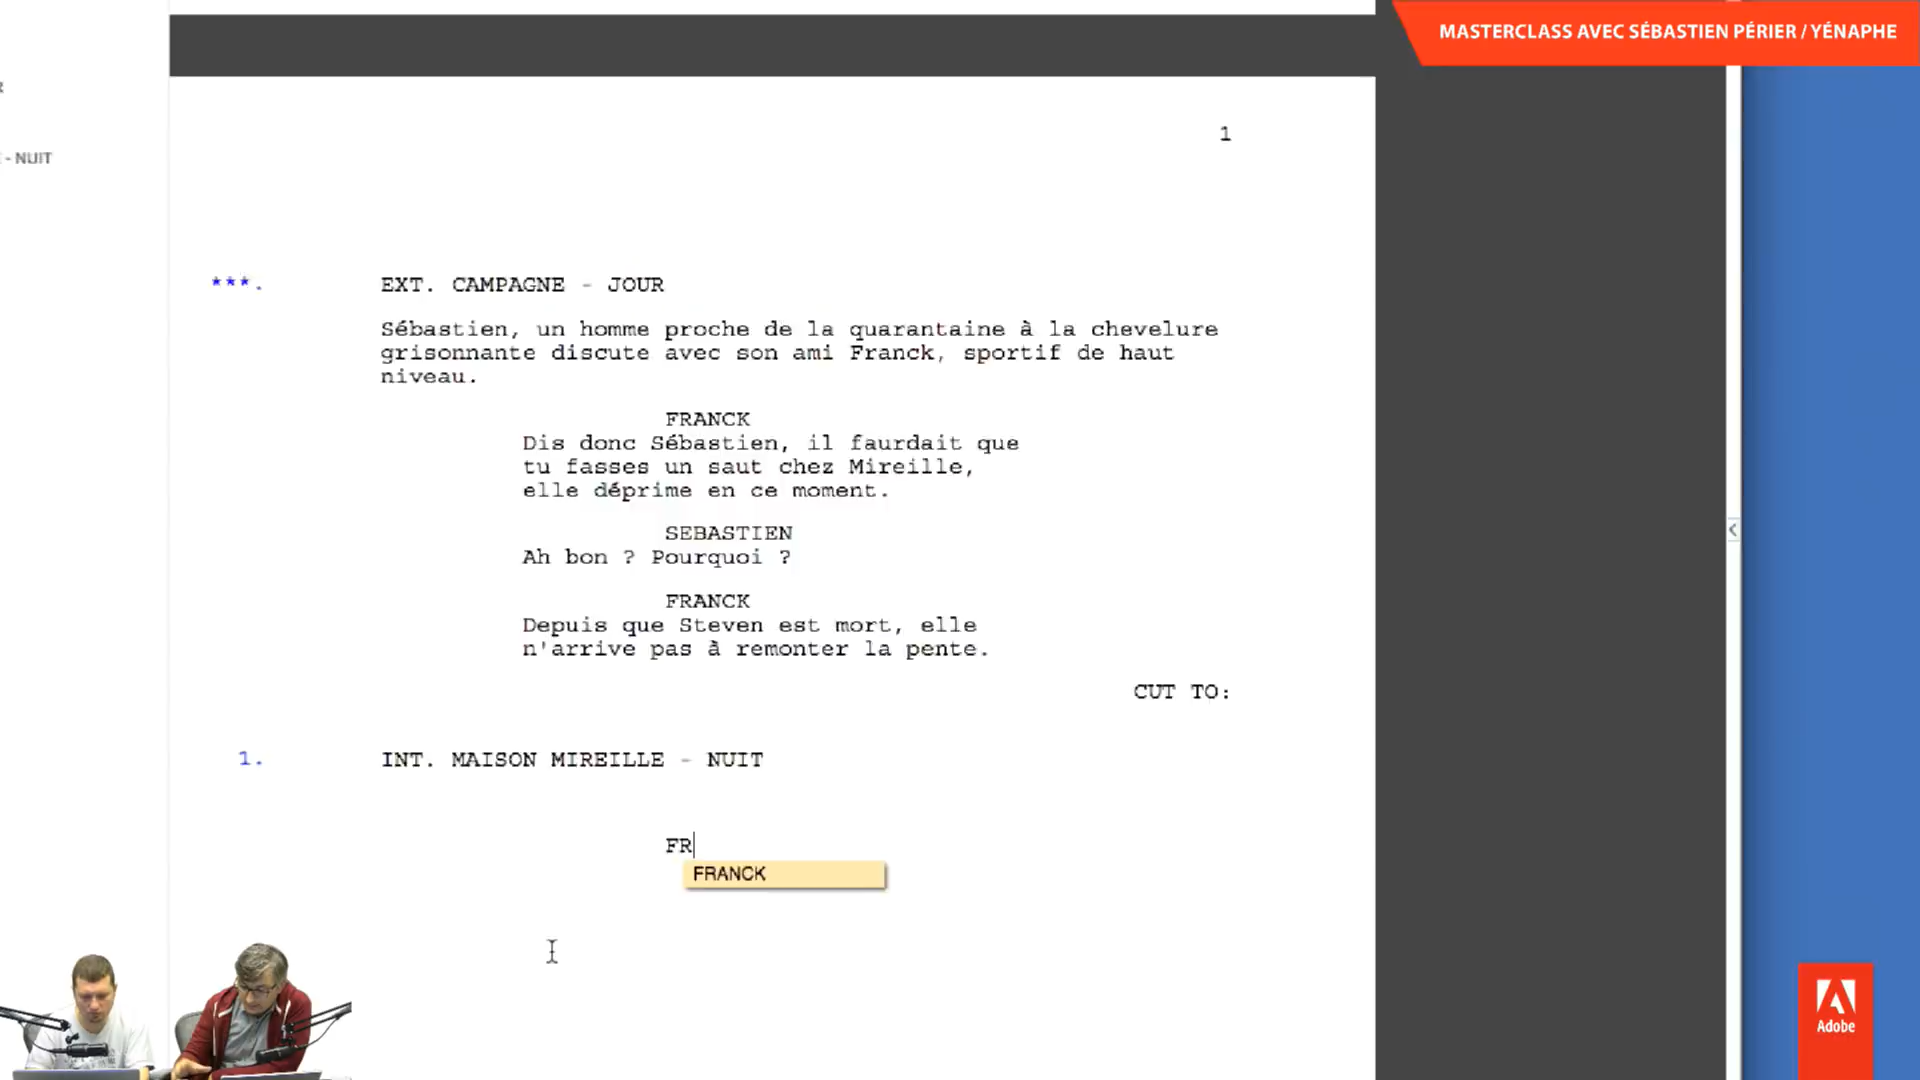 MASTERCLASS AVEC SÉBASTIEN PÉRIER / YÉNAPHE
- NUIT
1
***.
EXT. CAMPAGNE - JOUR
Sébastien, un homme proche de la quarantaine à la chevelure
grisonnante discute avec son ami Franck, sportif de haut
niveau.
FRANCK
Dis donc Sébastien, il faurdait que
tu fasses un saut chez Mireille,
elle déprime en ce moment.
SEBASTIEN
Ah bon ? Pourquoi ?
FRANCK
Depuis que Steven est mort, elle
n'arrive pas à remonter la pente.
CUT TO:
1.
INT. MAISON MIREILLE - NUIT
FR
FRANCK
Adobe